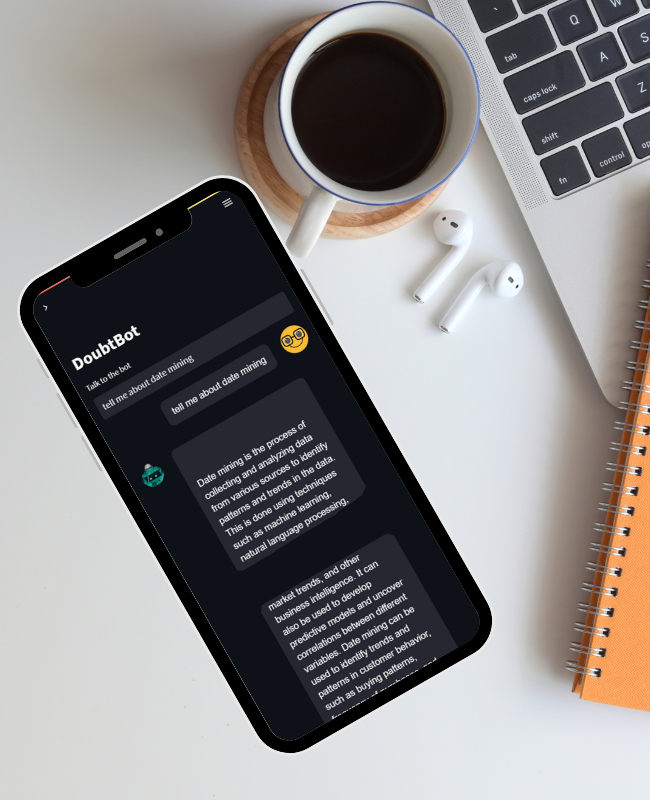 DoubtBot
Talk to the bot
tell me about date mining
tell me about date mining
Date mining is the process of
collecting and analyzing data
from various sources to identify
patterns and trends in the data.
This is done using techniques
such as machine learning,
natural language processing,
market trends, and other
business intelligence. It can
also be used to develop
predictive models and uncover
correlations between different
variables. Date mining can be
used to identify trends and
patterns in customer behavior,
such as buying patterns,
Q
W
tab
A
S
caps lock
Z
shift
fn
control